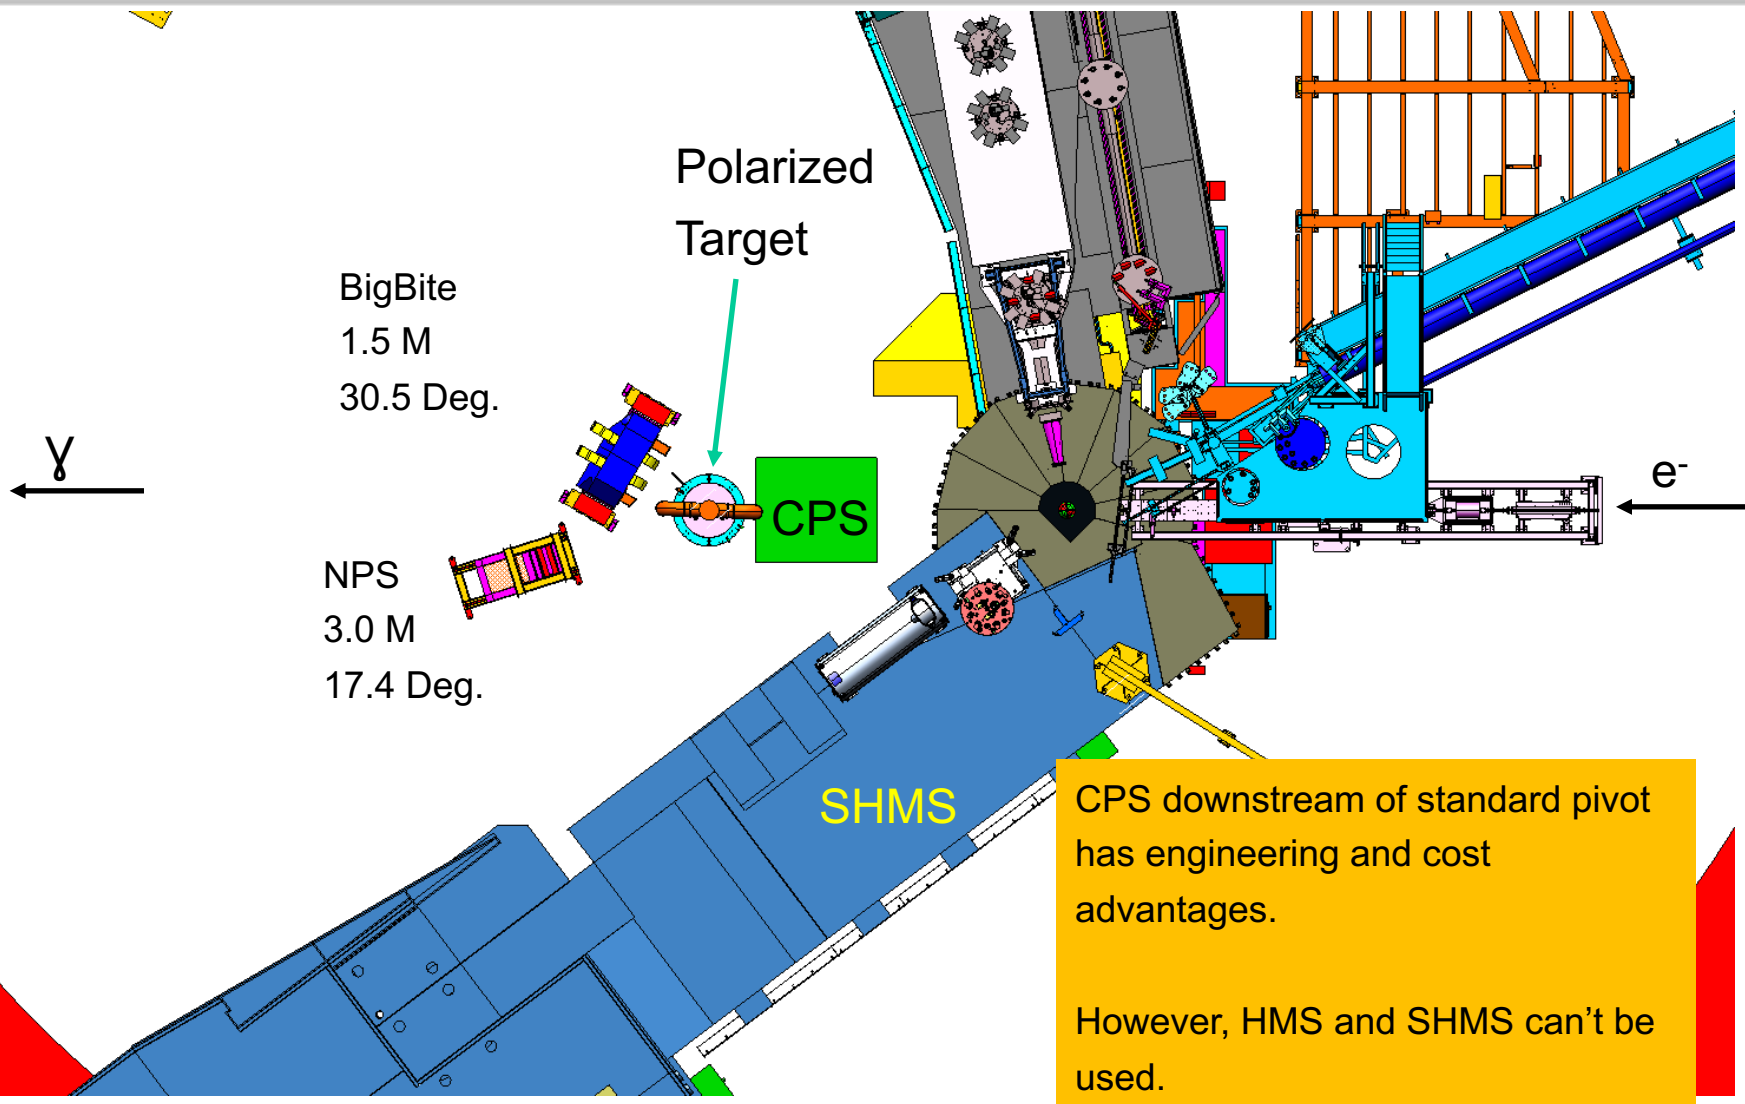 Polarized
Target
BigBite
1.5 M
30.5 Deg.
ɣ
CPS
e-
NPS
3.0 M
17.4 Deg.
SHMS
CPS downstream of standard pivot
has engineering and cost
advantages.
However, HMS and SHMS can’t be
used.